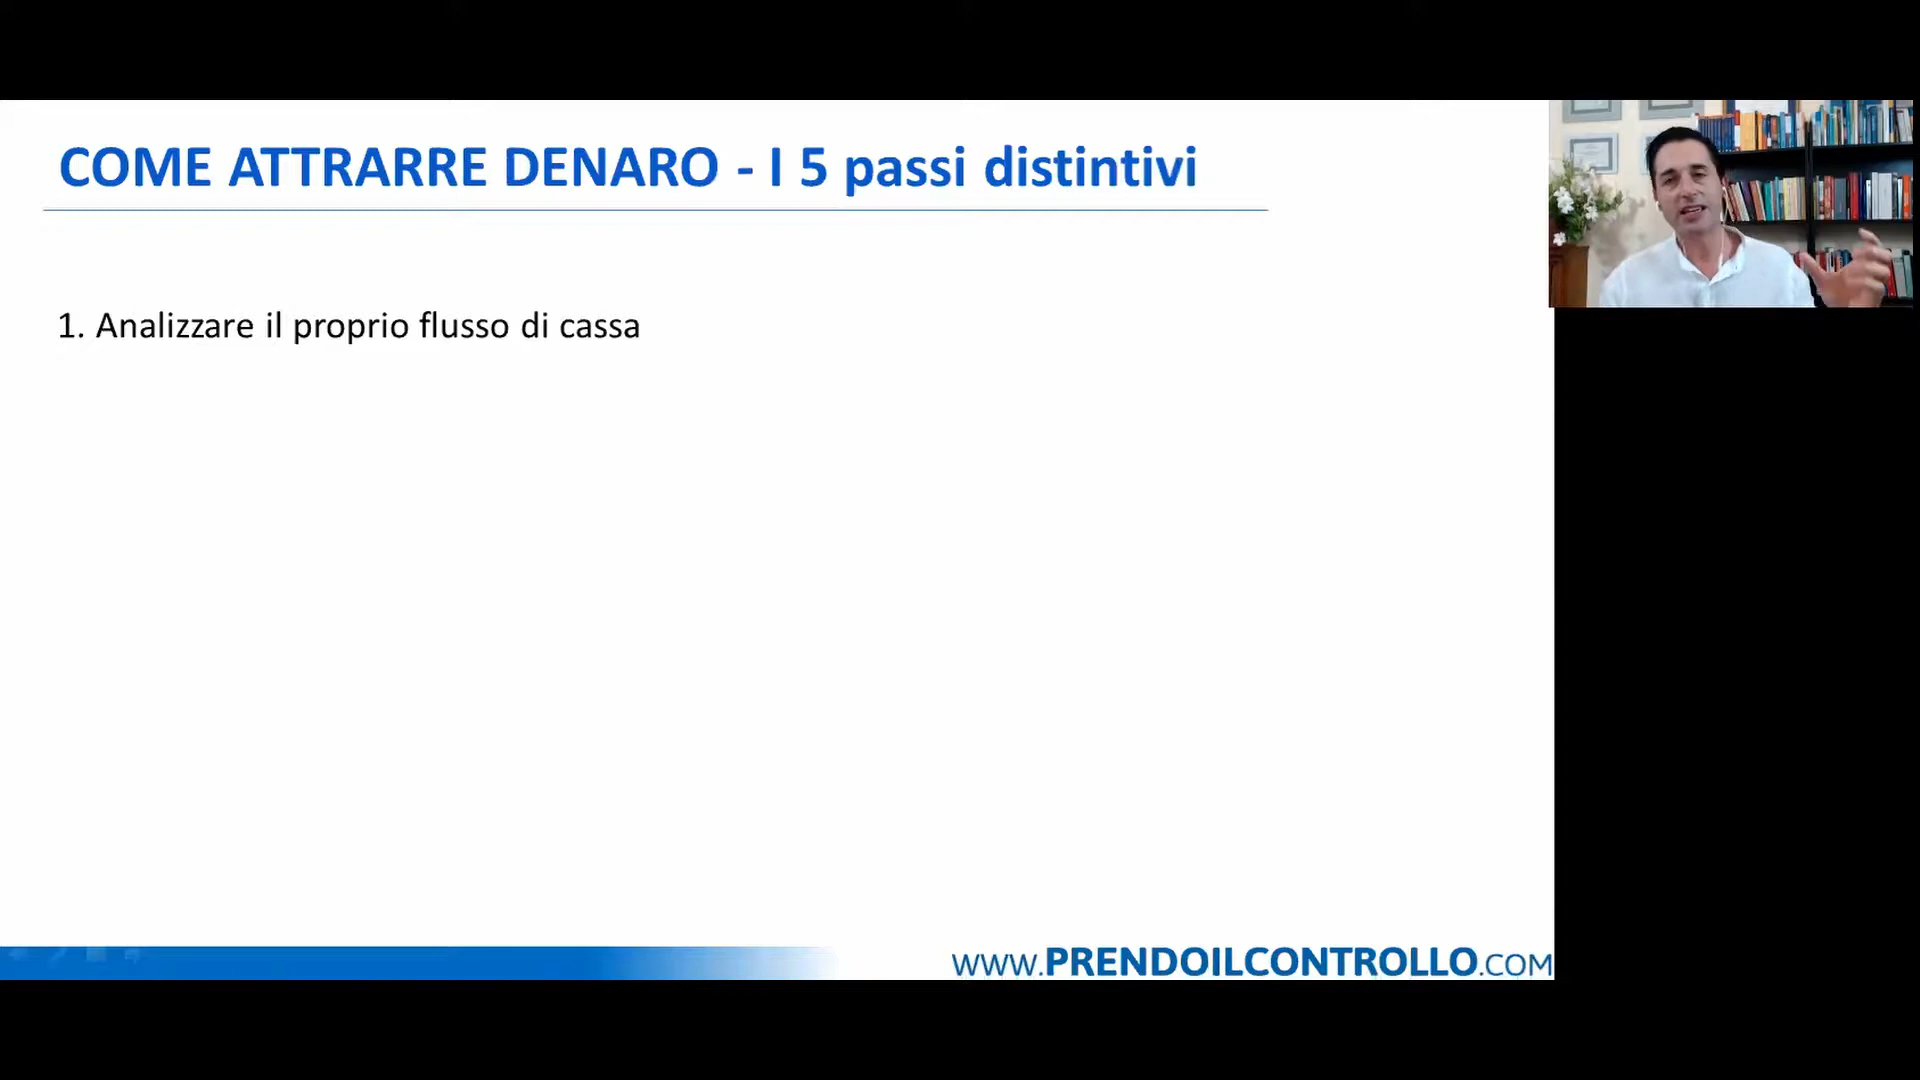 COME ATTRARRE DENARO - I 5 passi distintivi
1. Analizzare il proprio flusso di cassa
WWW.PRENDOILCONTROLLO.COM